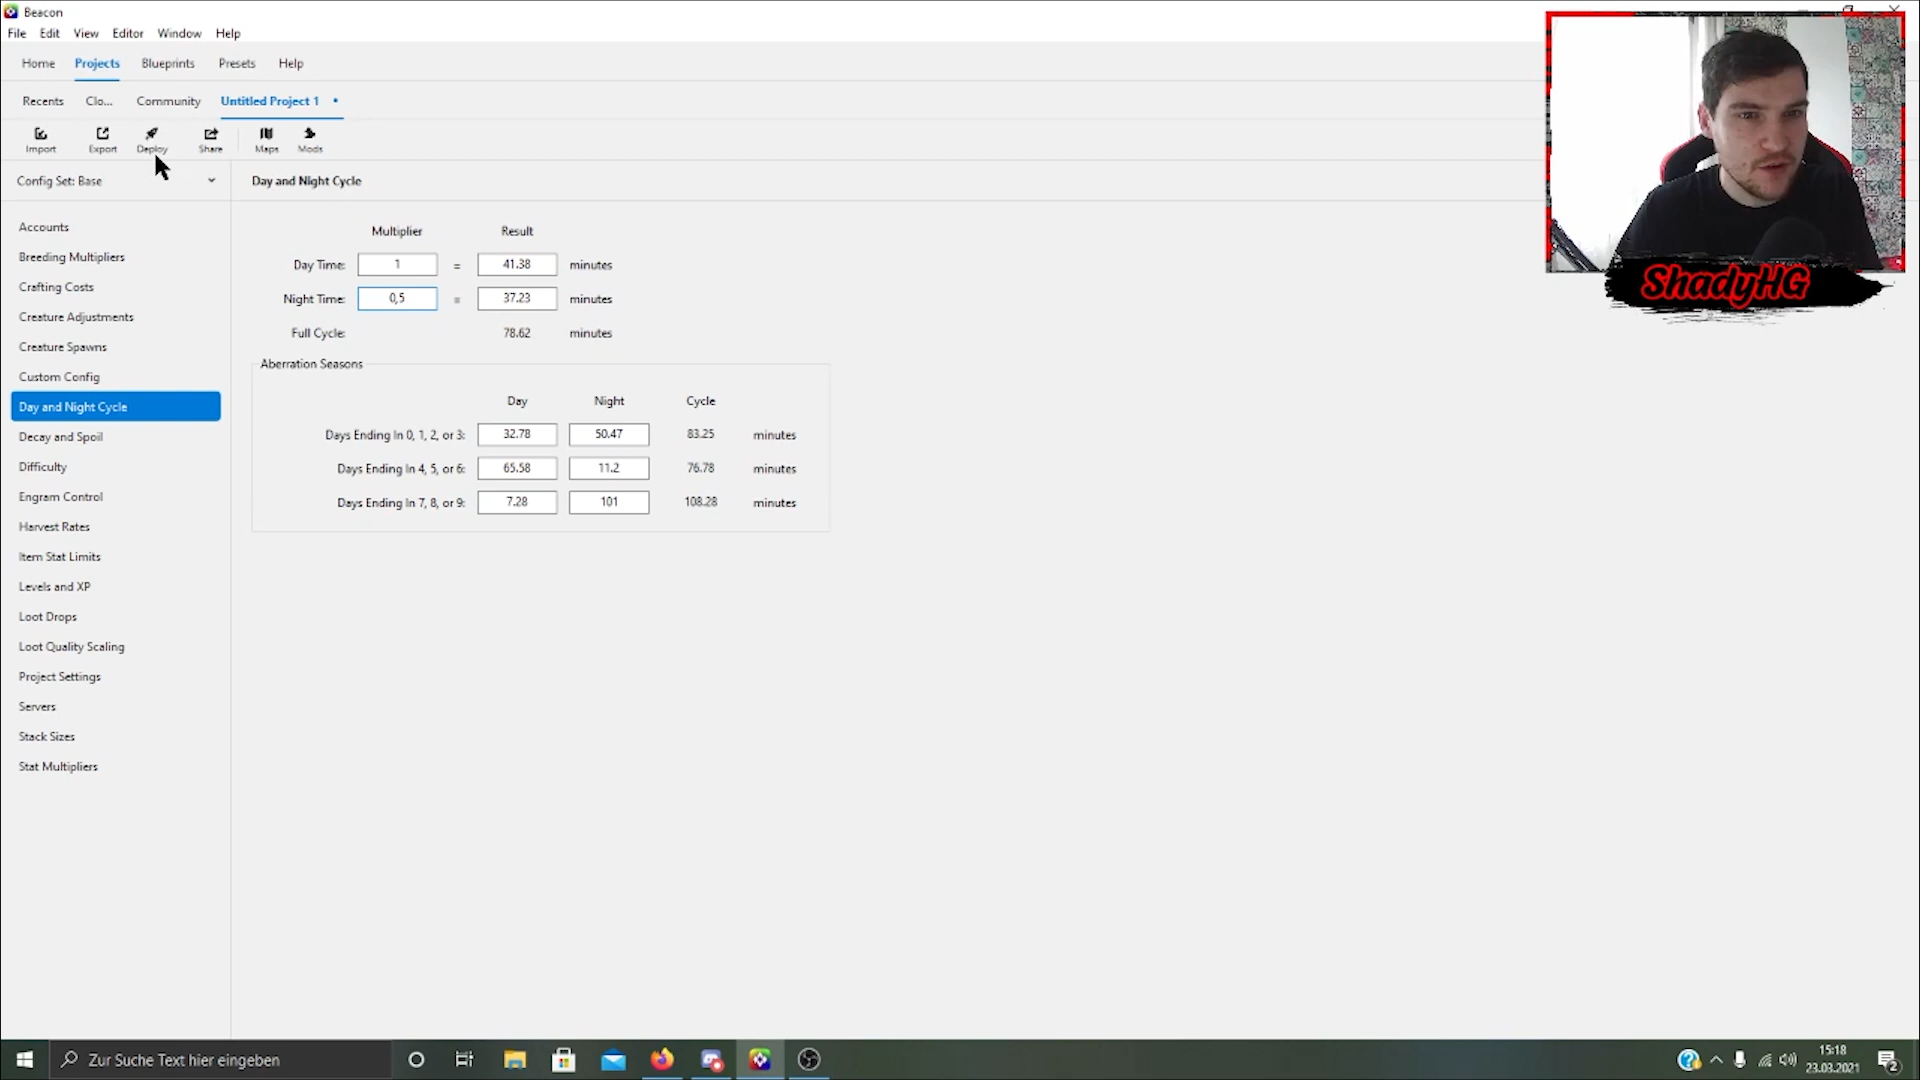 Beacon
File Edit View Editor Window Help
Home Projects Blueprints Presets Help
Recents Clo... Community Untitled Project 1 •
Import Export Deploy Share Maps Mods
Config Set: Base
Day and Night Cycle
Accounts
Breeding Multipliers
Crafting Costs
Creature Adjustments
Creature Spawns
Custom Config
Day and Night Cycle
Decay and Spoil
Difficulty
Engram Control
Harvest Rates
Item Stat Limits
Levels and XP
Loot Drops
Loot Quality Scaling
Project Settings
Servers
Stack Sizes
Stat Multipliers
Multiplier Result
Day Time: 1 = 41.38 minutes
Night Time: 0,5 = 37.23 minutes
Full Cycle: 78.62 minutes
Aberration Seasons
Day Night Cycle
Days Ending In 0, 1, 2, or 3: 32.78 50.47 83.25 minutes
Days Ending In 4, 5, or 6: 65.58 11.2 76.78 minutes
Days Ending In 7, 8, or 9: 7.28 101 108.28 minutes
ShadyHG
Zur Suche Text hier eingeben
15:18
23.03.2021
2